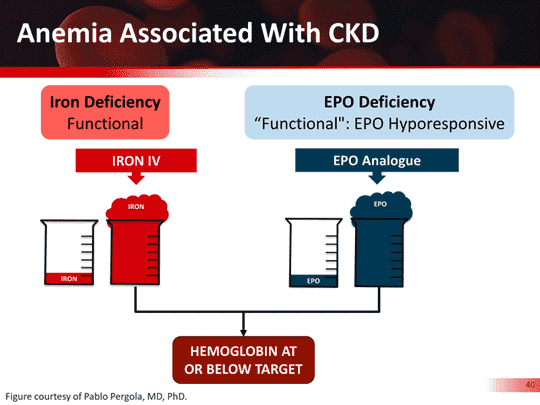 Anemia Associated With CKD
Iron Deficiency
Functional
EPO Deficiency
“Functional": EPO Hyporesponsive
IRON IV
EPO Analogue
IRON
EPO
IRON
EPO
HEMOGLOBIN AT
OR BELOW TARGET
40
Figure courtesy of Pablo Pergola, MD, PhD.